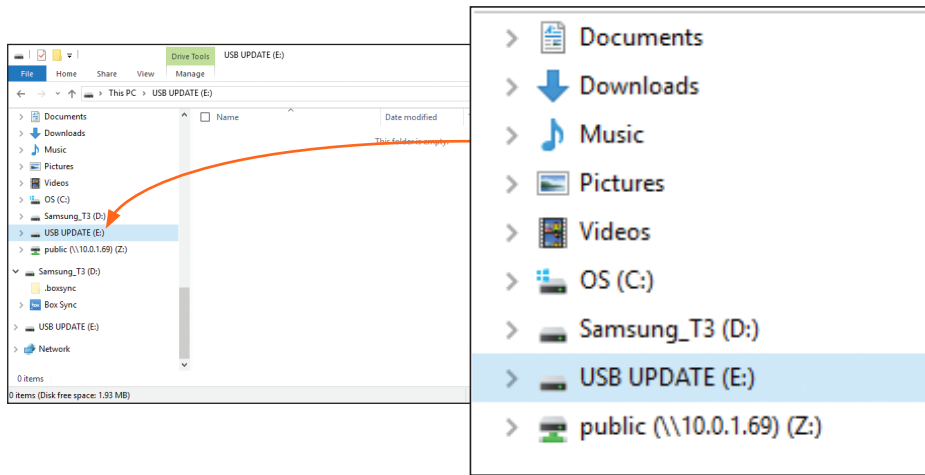 Drive Tools
USB UPDATE (E:)
File
Home
Share
View
Manage
This PC > USB UPDATE (E:)
Name
Date modified
This folder is empty.
Documents
Downloads
Music
Pictures
Videos
OS (C:)
Samsung_T3 (D:)
USB UPDATE (E:)
public (\\10.0.1.69) (Z:)
Samsung_T3 (D:)
.boxsync
box
Box Sync
USB UPDATE (E:)
Network
0 items
0 items (Disk free space: 1.93 MB)
Documents
Downloads
Music
Pictures
Videos
OS (C:)
Samsung_T3 (D:)
USB UPDATE (E:)
public (\\10.0.1.69) (Z:)